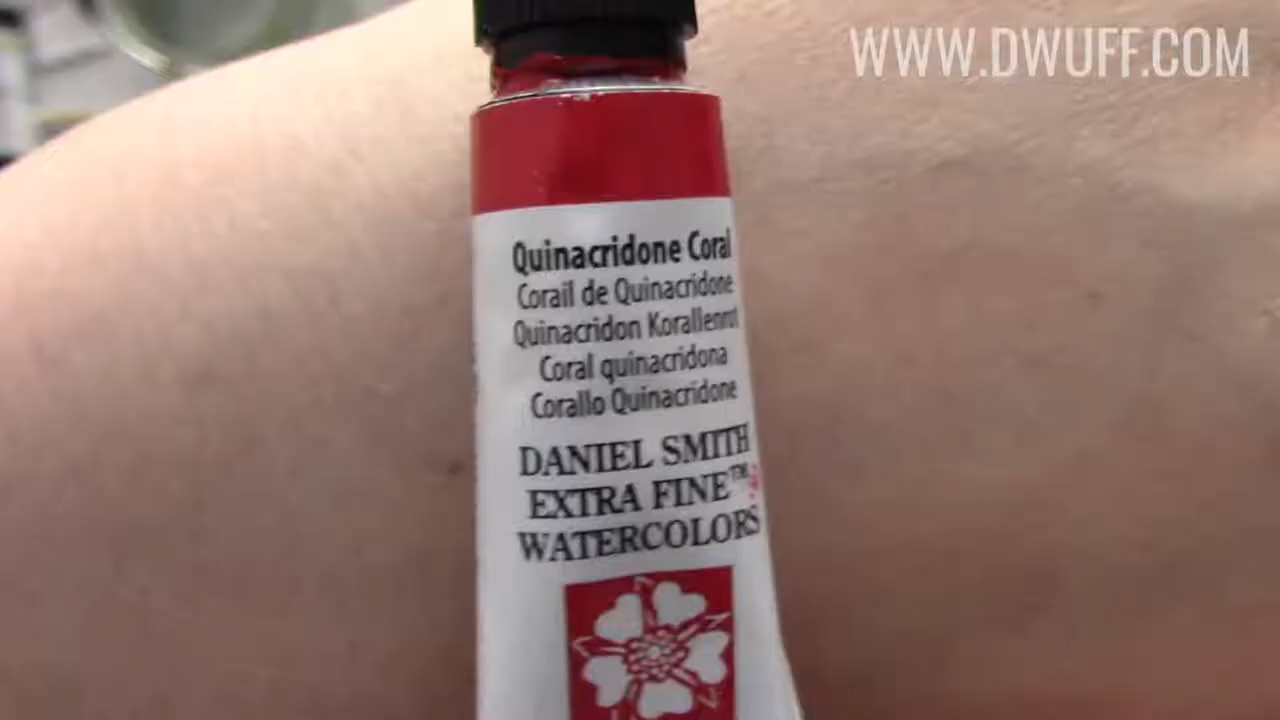 WWW.DWUFF.COM
Quinacridone Coral
Corail de Quinacridone
Quinacridon Korallenrot
Coral quinacridona
Corallo Quinacridone
DANIEL SMITH
EXTRA FINE™
WATERCOLORS